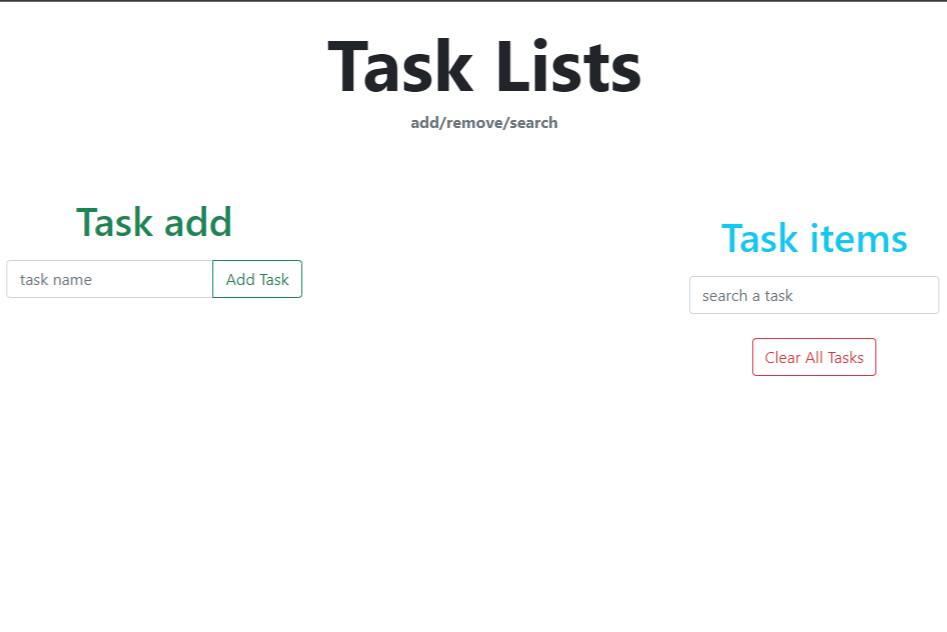 Task Lists
add/remove/search
Task add
task name
Add Task
Task items
search a task
Clear All Tasks